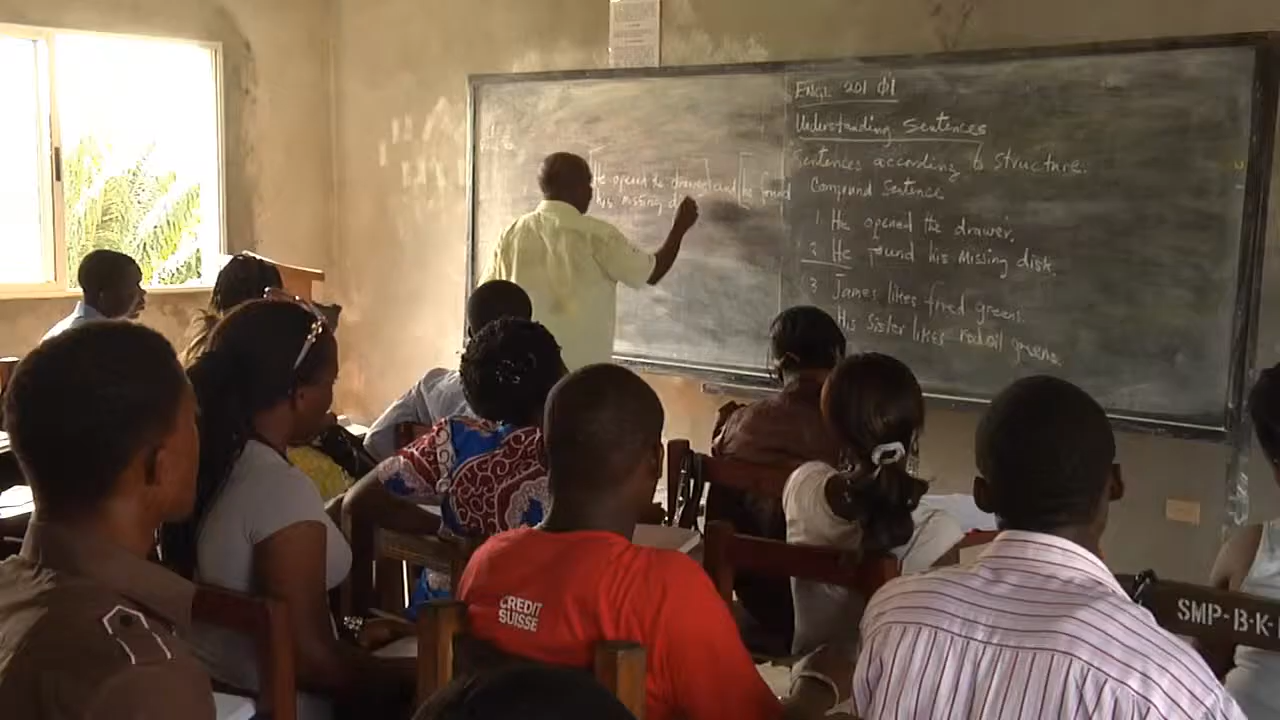 He opened the drawer and he found
his missing d
ENGL 201 Ø1
Understanding Sentences
Sentences according to structure.
Compound Sentence
1 He opened the drawer.
2 He found his missing disk.
3 James likes fried greens.
His sister likes red oil greens.
CREDIT
SUISSE
SMP-B-K-